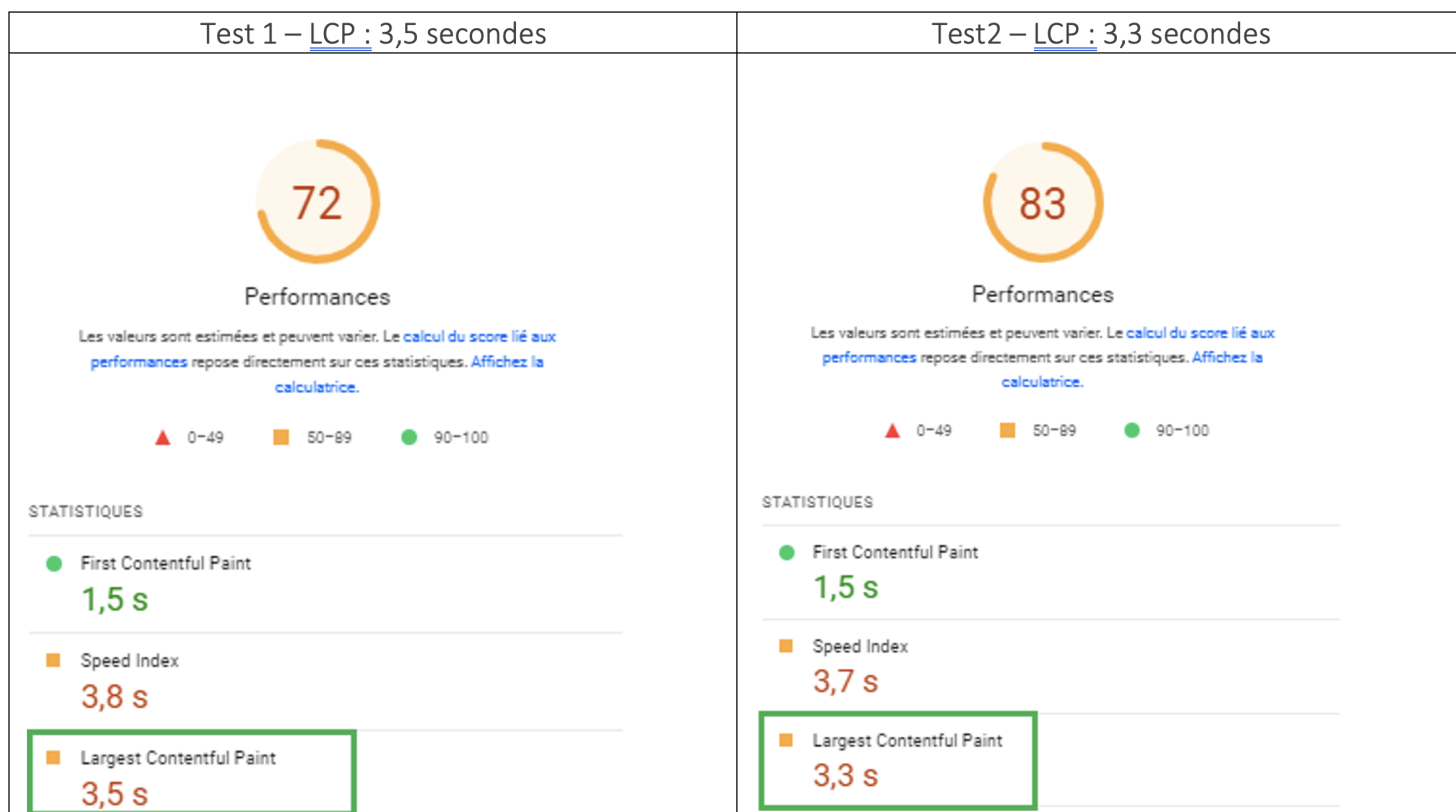 Test 1 – LCP : 3,5 secondes
72
Performances
Les valeurs sont estimées et peuvent varier. Le calcul du score lié aux
performances repose directement sur ces statistiques. Affichez la
calculatrice.
0–49 50–89 90–100
STATISTIQUES
First Contentful Paint
1,5 s
Speed Index
3,8 s
Largest Contentful Paint
3,5 s
Test2 – LCP : 3,3 secondes
83
Performances
Les valeurs sont estimées et peuvent varier. Le calcul du score lié aux
performances repose directement sur ces statistiques. Affichez la
calculatrice.
0–49 50–89 90–100
STATISTIQUES
First Contentful Paint
1,5 s
Speed Index
3,7 s
Largest Contentful Paint
3,3 s